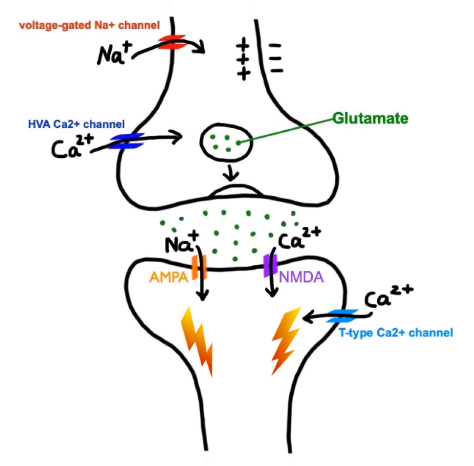 voltage-gated Na+ channel
Na⁺
+ −
+ −
+ −
HVA Ca2+ channel
Ca²⁺
Glutamate
Na⁺
Ca²⁺
AMPA
NMDA
Ca²⁺
T-type Ca2+ channel